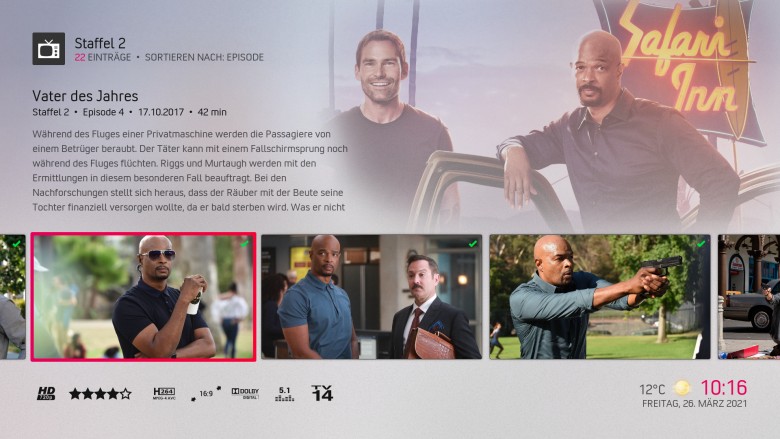 Staffel 2
22 EINTRÄGE • SORTIEREN NACH: EPISODE
Safari
Inn
Vater des Jahres
Staffel 2 • Episode 4 • 17.10.2017 • 42 min
Während des Fluges einer Privatmaschine werden die Passagiere von
einem Betrüger beraubt. Der Täter kann mit einem Fallschirmsprung noch
während des Fluges flüchten. Riggs und Murtaugh werden mit den
Ermittlungen in diesem besonderen Fall beauftragt. Bei den
Nachforschungen stellt sich heraus, dass der Räuber mit der Beute seine
Tochter finanziell versorgen wollte, da er bald sterben wird. Was er nicht
HD
720p
H264
MPEG-4 AVC
16:9
DOLBY
DIGITAL
5.1
TV
14
12°C
10:16
FREITAG, 26. MÄRZ 2021